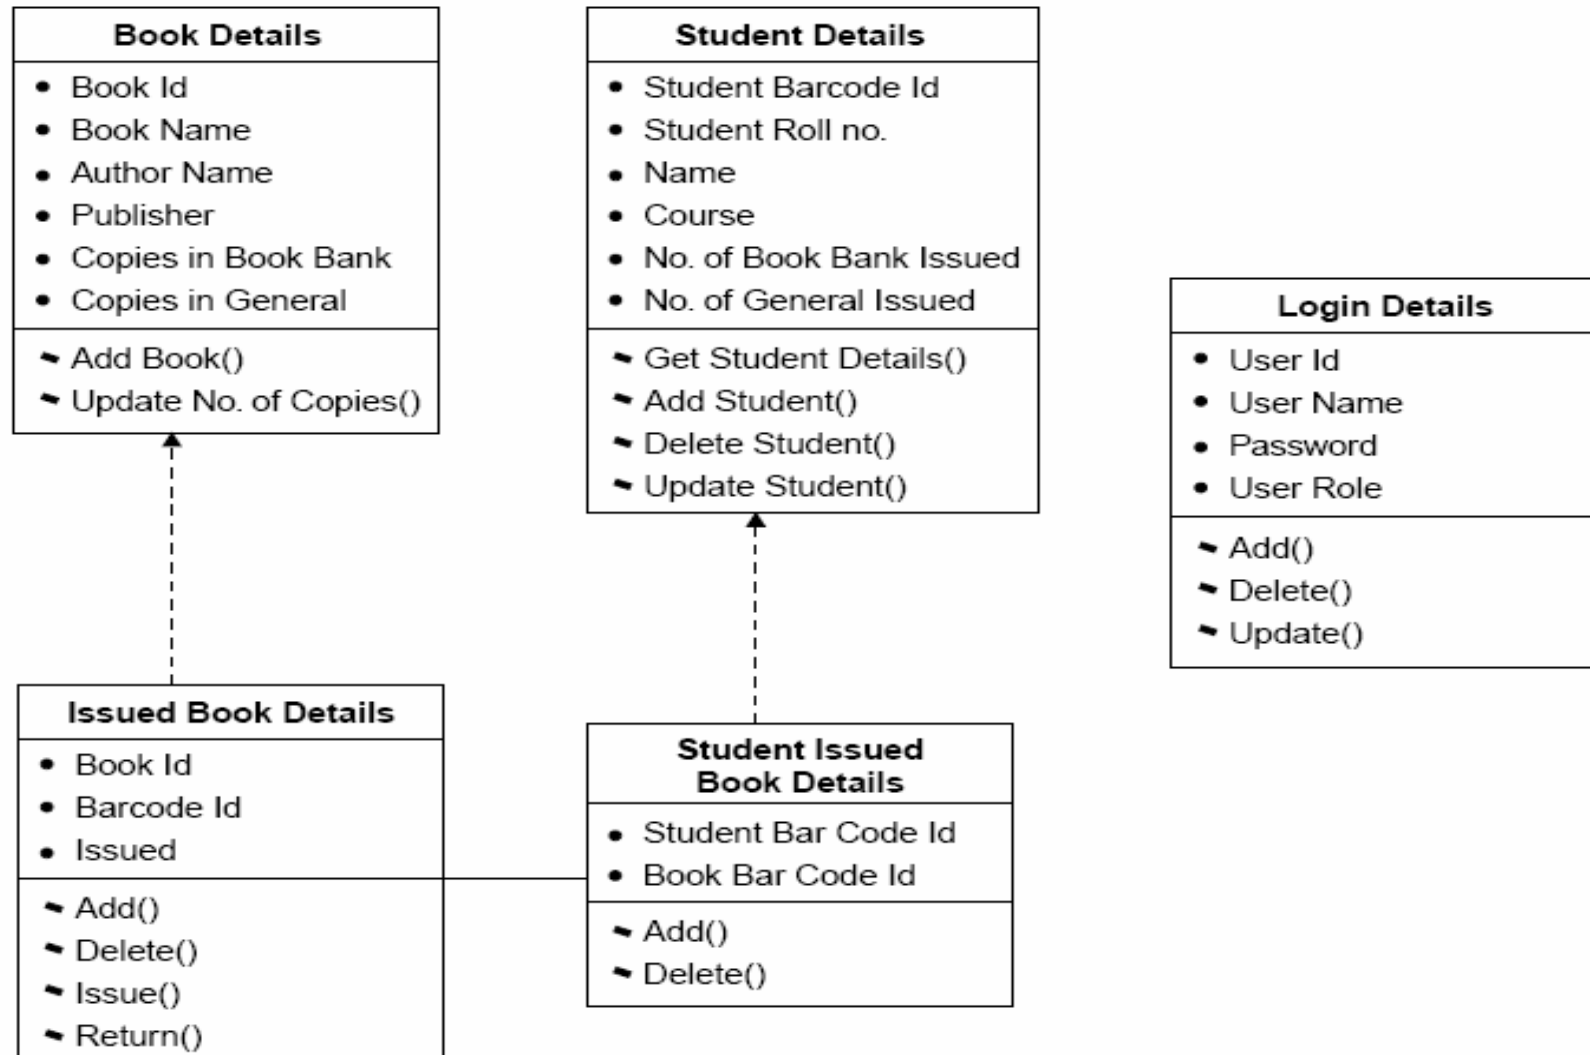 Book Details
• Book Id
• Book Name
• Author Name
• Publisher
• Copies in Book Bank
• Copies in General
Add Book()
Update No. of Copies()
Student Details
• Student Barcode Id
• Student Roll no.
• Name
• Course
• No. of Book Bank Issued
• No. of General Issued
Get Student Details()
Add Student()
Delete Student()
Update Student()
Login Details
• User Id
• User Name
• Password
• User Role
Add()
Delete()
Update()
Issued Book Details
• Book Id
• Barcode Id
• Issued
Add()
Delete()
Issue()
Return()
Student Issued
Book Details
• Student Bar Code Id
• Book Bar Code Id
Add()
Delete()